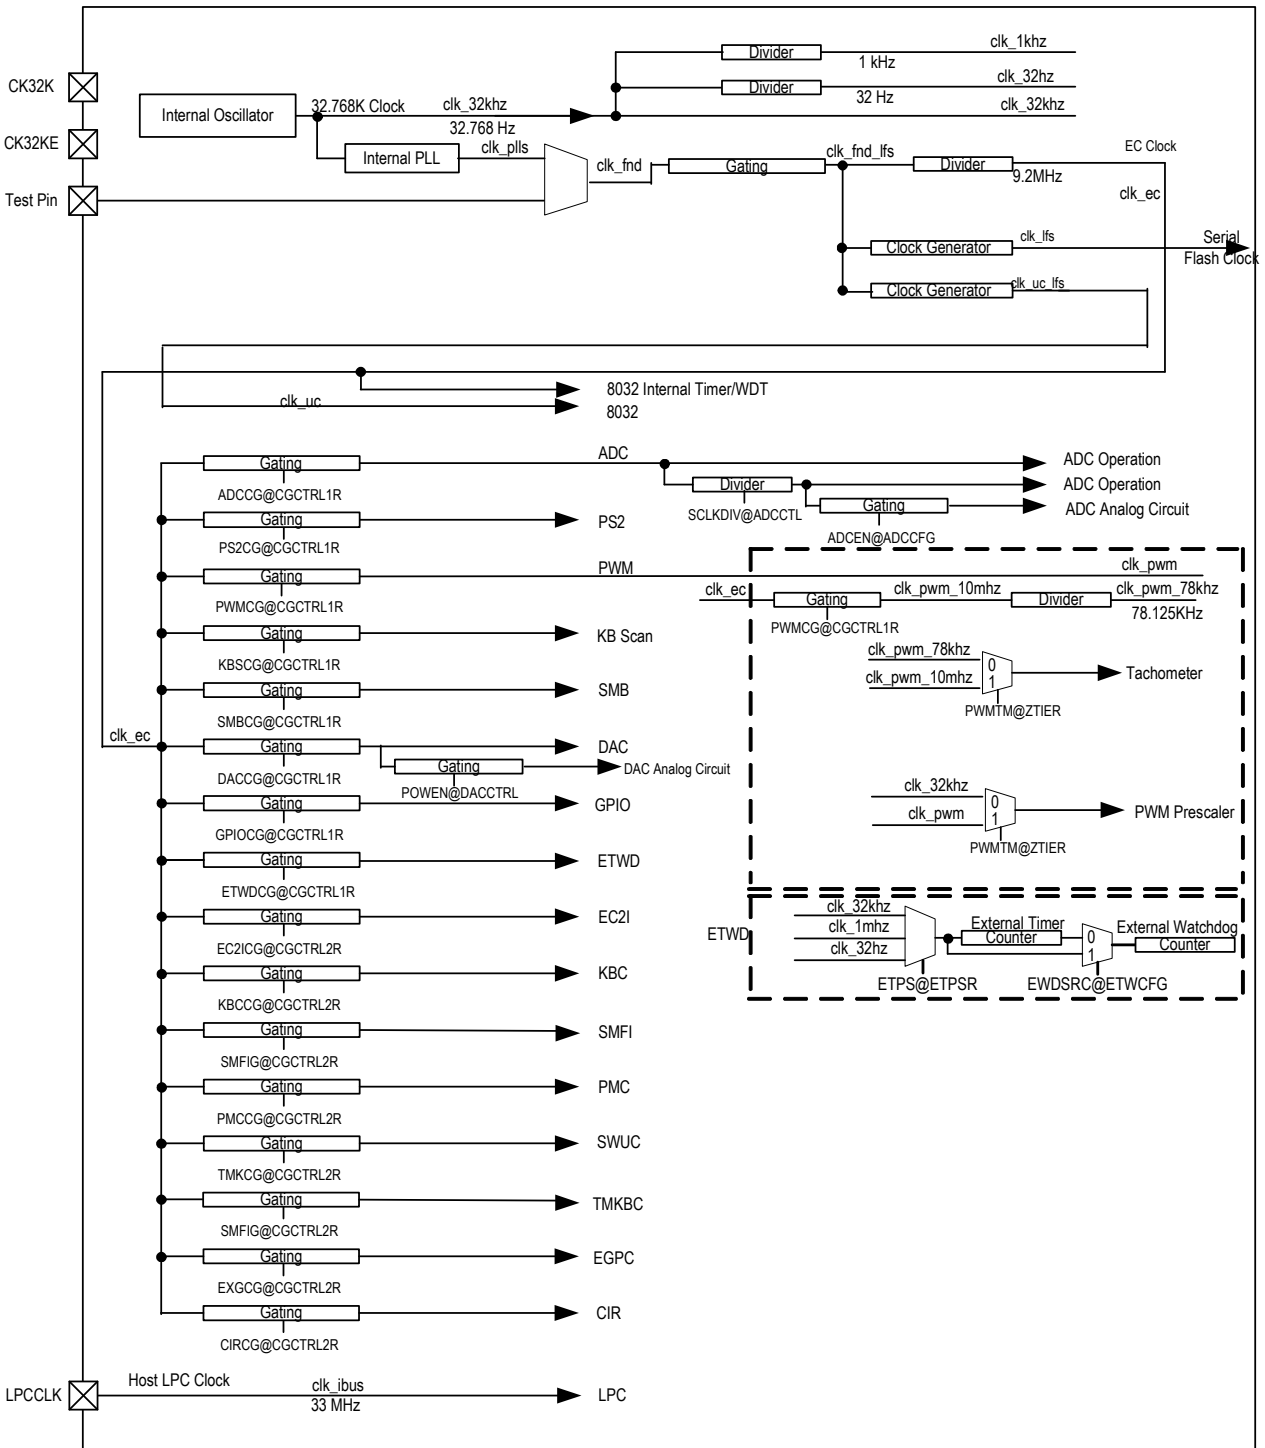 clk_1khz
Divider
1 kHz
CK32K
clk_32hz
Divider
32 Hz
Internal Oscillator
32.768K Clock
clk_32khz
clk_32khz
32.768 Hz
CK32KE
Internal PLL
clk_plls
clk_fnd
Gating
clk_fnd_lfs
Divider
9.2MHz
EC Clock
clk_ec
Test Pin
Clock Generator
clk_lfs
Serial
Flash Clock
Clock Generator
clk_uc_lfs
8032 Internal Timer/WDT
clk_uc
8032
Gating
ADC
ADC Operation
ADCCG@CGCTRL1R
Divider
ADC Operation
SCLKDIV@ADCCTL
Gating
ADC Analog Circuit
ADCEN@ADCCFG
Gating
PS2
PS2CG@CGCTRL1R
Gating
PWM
clk_pwm
PWMCG@CGCTRL1R
clk_ec
Gating
clk_pwm_10mhz
Divider
clk_pwm_78khz
78.125KHz
PWMCG@CGCTRL1R
Gating
KB Scan
KBSCG@CGCTRL1R
clk_pwm_78khz
0
clk_pwm_10mhz
1
Tachometer
PWMTM@ZTIER
Gating
SMB
SMBCG@CGCTRL1R
clk_ec
Gating
DAC
DACCG@CGCTRL1R
Gating
DAC Analog Circuit
POWEN@DACCTRL
Gating
GPIO
GPIOCG@CGCTRL1R
clk_32khz
0
clk_pwm
1
PWM Prescaler
PWMTM@ZTIER
Gating
ETWD
ETWDCG@CGCTRL1R
Gating
EC2I
EC2ICG@CGCTRL2R
ETWD
clk_32khz
clk_1mhz
clk_32hz
External Timer
Counter
0
1
External Watchdog
Counter
ETPS@ETPSR
EWDSRC@ETWCFG
Gating
KBC
KBCCG@CGCTRL2R
Gating
SMFI
SMFIG@CGCTRL2R
Gating
PMC
PMCCG@CGCTRL2R
Gating
SWUC
TMKCG@CGCTRL2R
Gating
TMKBC
SMFIG@CGCTRL2R
Gating
EGPC
EXGCG@CGCTRL2R
Gating
CIR
CIRCG@CGCTRL2R
LPCCLK
Host LPC Clock
clk_ibus
33 MHz
LPC